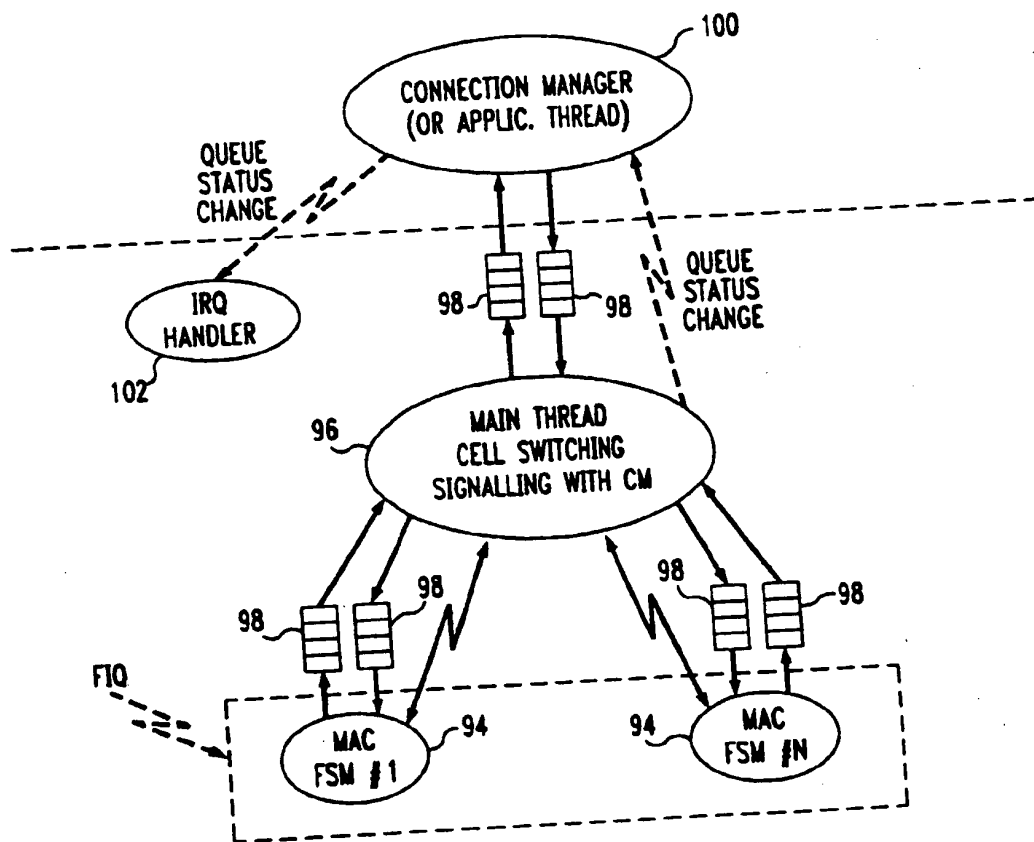 100
CONNECTION MANAGER
(OR APPLIC. THREAD)
QUEUE
STATUS
CHANGE
IRQ
HANDLER
102
98
98
QUEUE
STATUS
CHANGE
96
MAIN THREAD
CELL SWITCHING
SIGNALLING WITH CM
98
98
98
98
FIQ
MAC
FSM #1
94
94
MAC
FSM #N